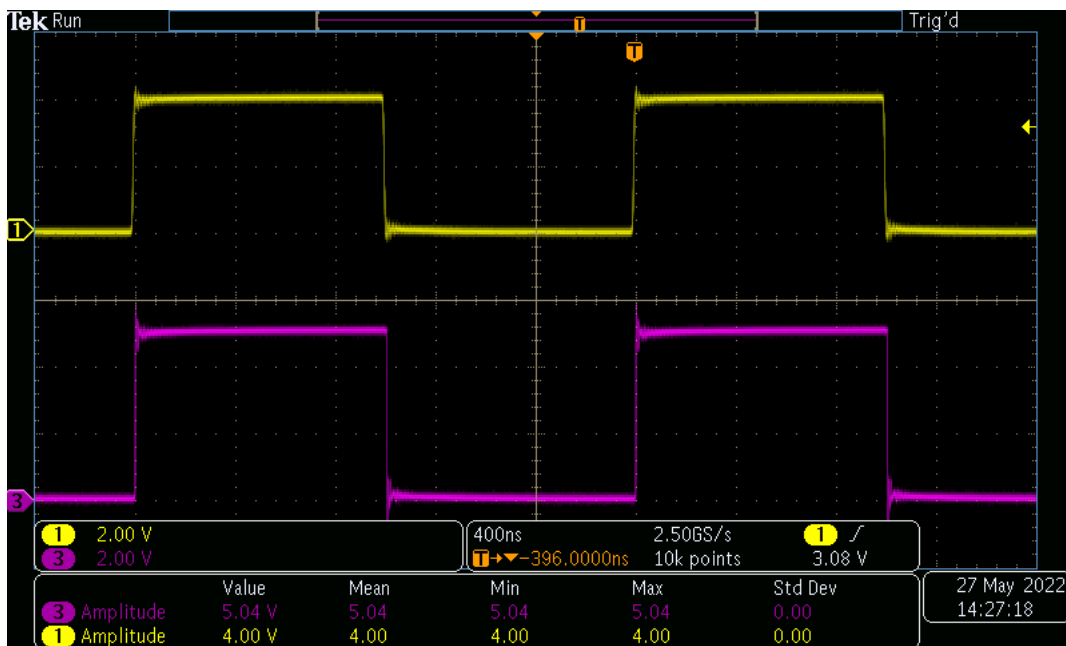 Tek Run Trig'd
T
T
1
3
1 2.00 V
3 2.00 V
400ns 2.50GS/s 1
T→▼-396.0000ns 10k points 3.08 V
Value Mean Min Max Std Dev
3 Amplitude 5.04 V 5.04 5.04 5.04 0.00
1 Amplitude 4.00 V 4.00 4.00 4.00 0.00
27 May 2022
14:27:18